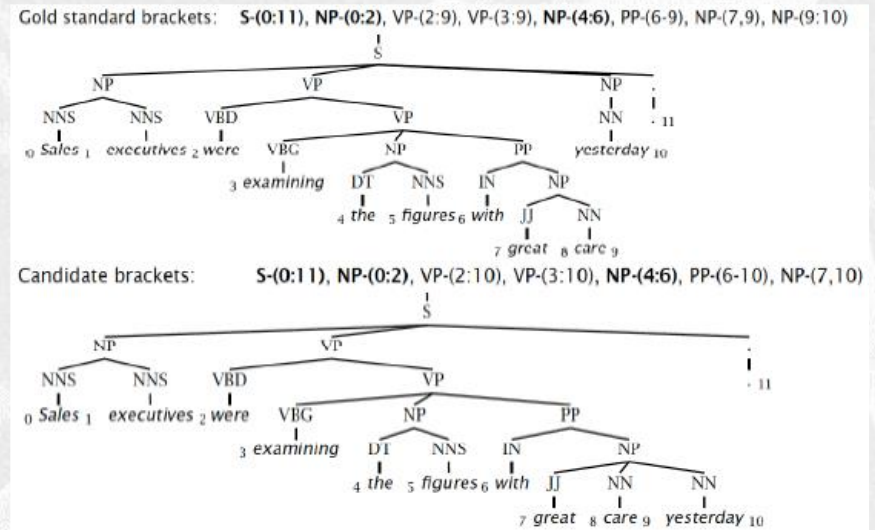 Gold standard brackets: S-(0:11), NP-(0:2), VP-(2:9), VP-(3:9), NP-(4:6), PP-(6-9), NP-(7,9), NP-(9:10)
S
NP VP NP .
NNS NNS VBD VP NN . 11
0 Sales 1 executives 2 were VBG NP PP yesterday 10
3 examining DT NNS IN NP
4 the 5 figures 6 with JJ NN
7 great 8 care 9
Candidate brackets: S-(0:11), NP-(0:2), VP-(2:10), VP-(3:10), NP-(4:6), PP-(6-10), NP-(7,10)
S
NP VP .
NNS NNS VBD VP . 11
0 Sales 1 executives 2 were VBG NP PP
3 examining DT NNS IN NP
4 the 5 figures 6 with JJ NN NN
7 great 8 care 9 yesterday 10